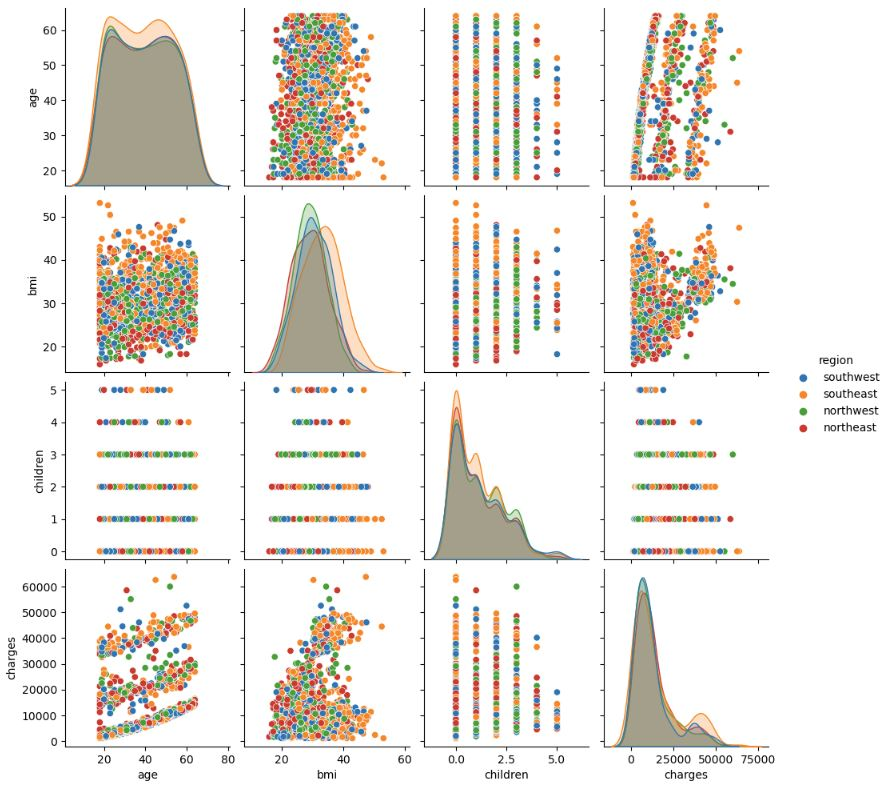 60
50
40
30
20
age
50
40
30
20
bmi
region
southwest
southeast
northwest
northeast
5
4
3
2
1
0
children
60000
50000
40000
30000
20000
10000
0
charges
20 40 60 80
20 40 60
0.0 2.5 5.0
0 25000 50000 75000
age
bmi
children
charges